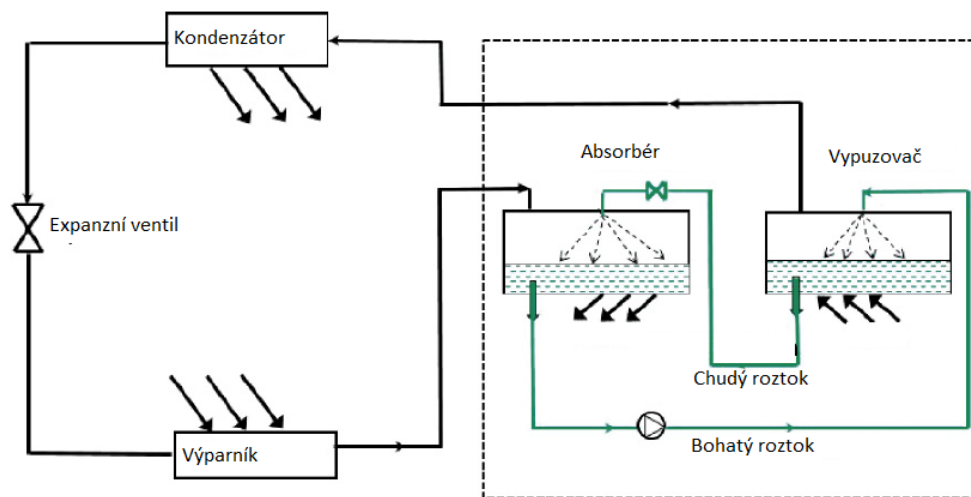 Kondenzátor
Absorbér
Vypuzovač
Expanzní ventil
Chudý roztok
Bohatý roztok
Výparník